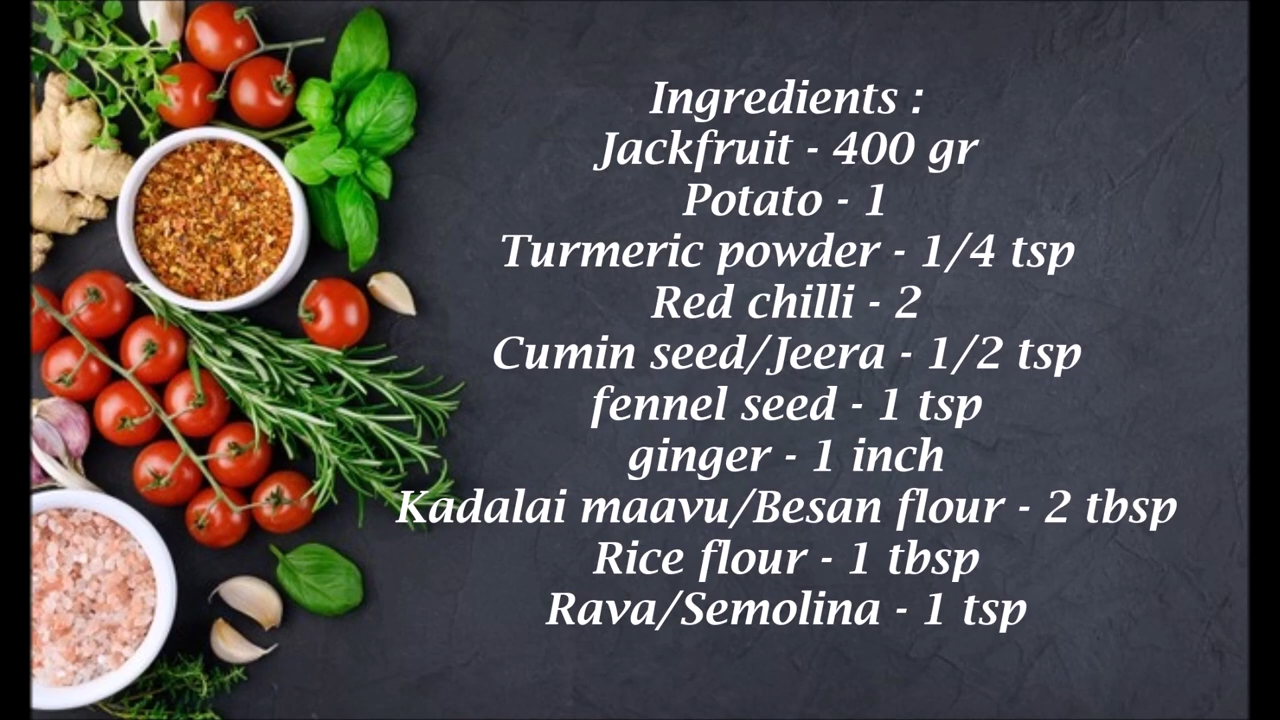 Ingredients :
Jackfruit - 400 gr
Potato - 1
Turmeric powder - 1/4 tsp
Red chilli - 2
Cumin seed/Jeera - 1/2 tsp
fennel seed - 1 tsp
ginger - 1 inch
Kadalai maavu/Besan flour - 2 tbsp
Rice flour - 1 tbsp
Rava/Semolina - 1 tsp